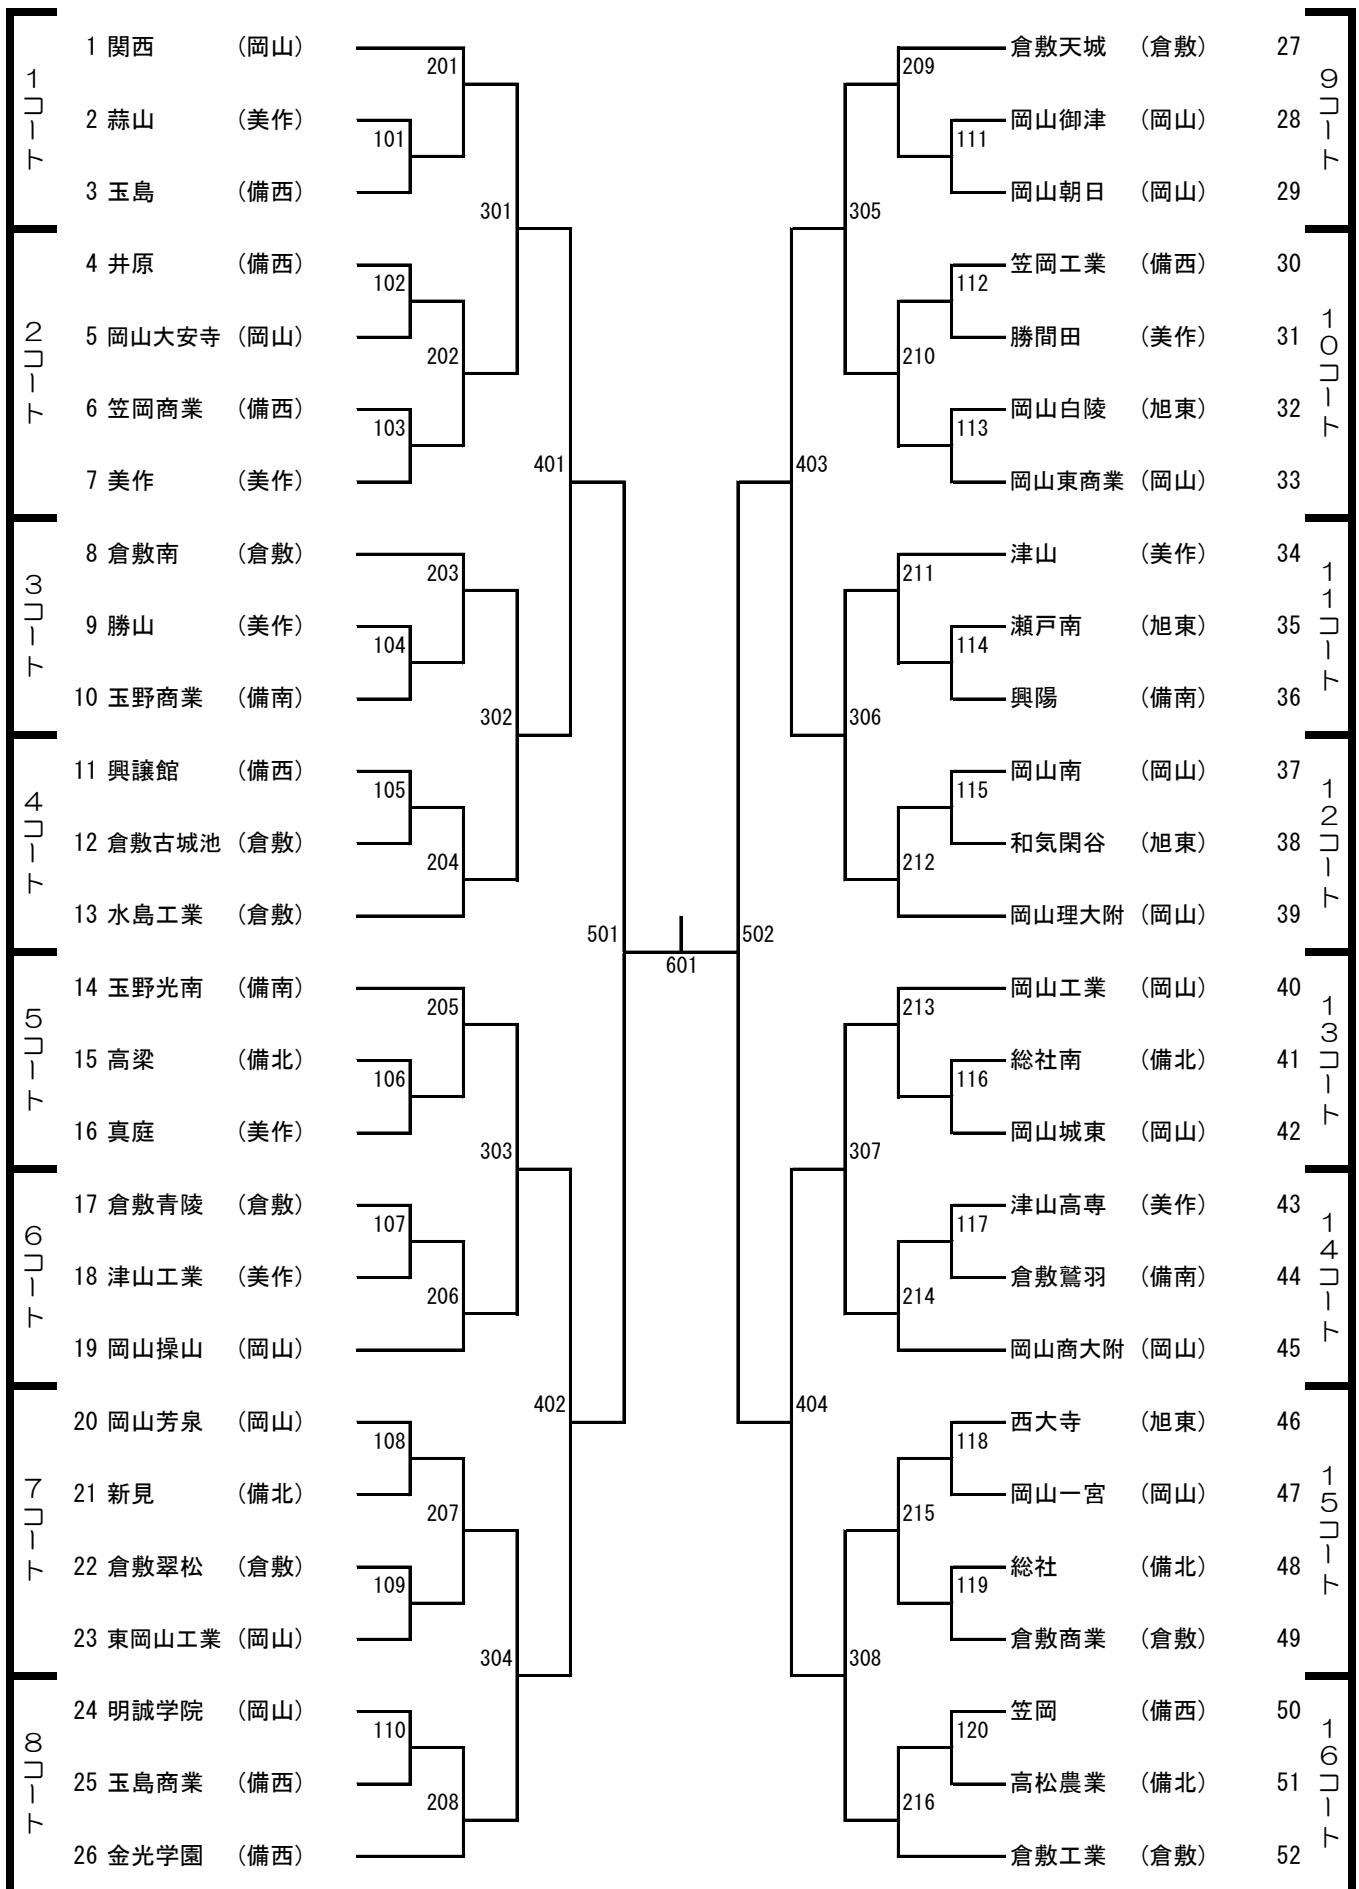 1コート
1 関西 (岡山)
201
2 蒜山 (美作)
101
3 玉島 (備西)
301
2コート
4 井原 (備西)
102
5 岡山大安寺 (岡山)
202
6 笠岡商業 (備西)
103
7 美作 (美作)
401
3コート
8 倉敷南 (倉敷)
203
9 勝山 (美作)
104
10 玉野商業 (備南)
302
4コート
11 興譲館 (備西)
105
12 倉敷古城池 (倉敷)
204
13 水島工業 (倉敷)
501
5コート
14 玉野光南 (備南)
205
15 高梁 (備北)
106
16 真庭 (美作)
303
6コート
17 倉敷青陵 (倉敷)
107
18 津山工業 (美作)
206
19 岡山操山 (岡山)
402
7コート
20 岡山芳泉 (岡山)
108
21 新見 (備北)
207
22 倉敷翠松 (倉敷)
109
23 東岡山工業 (岡山)
304
8コート
24 明誠学院 (岡山)
110
25 玉島商業 (備西)
208
26 金光学園 (備西)
601
9コート
倉敷天城 (倉敷) 27
209
岡山御津 (岡山) 28
111
岡山朝日 (岡山) 29
305
10コート
笠岡工業 (備西) 30
112
勝間田 (美作) 31
210
岡山白陵 (旭東) 32
113
岡山東商業 (岡山) 33
403
11コート
津山 (美作) 34
211
瀬戸南 (旭東) 35
114
興陽 (備南) 36
306
12コート
岡山南 (岡山) 37
115
和気閑谷 (旭東) 38
212
岡山理大附 (岡山) 39
502
13コート
岡山工業 (岡山) 40
213
総社南 (備北) 41
116
岡山城東 (岡山) 42
307
14コート
津山高専 (美作) 43
117
倉敷鷲羽 (備南) 44
214
岡山商大附 (岡山) 45
404
15コート
西大寺 (旭東) 46
118
岡山一宮 (岡山) 47
215
総社 (備北) 48
119
倉敷商業 (倉敷) 49
308
16コート
笠岡 (備西) 50
120
高松農業 (備北) 51
216
倉敷工業 (倉敷) 52